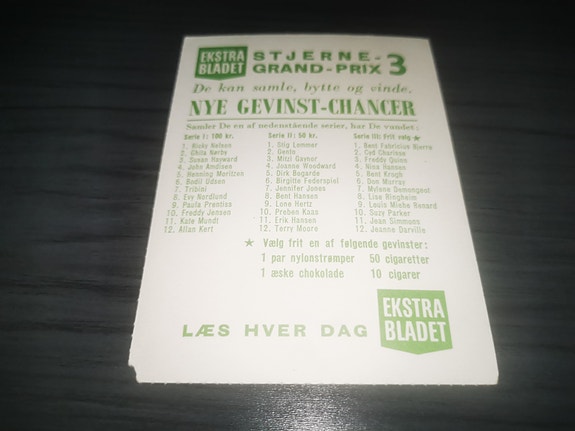 EKSTRA
BLADET
STJERNE-
GRAND-PRIX 3
De kan samle, bytte og vinde.
NYE GEVINST-CHANCER
Samler De en af nedenstående serier, har De vundet:
Serie I: 100 kr.
1. Ricky Nelson
2. Ghita Nørby
3. Susan Hayward
4. John Amdisen
5. Henning Moritzen
6. Bodil Udsen
7. Tribini
8. Evy Nordlund
9. Paula Prentiss
10. Freddy Jensen
11. Kate Mundt
12. Allan Kert
Serie II: 50 kr.
1. Stig Lommer
2. Gento
3. Mitzi Gaynor
4. Joanne Woodward
5. Dirk Bogarde
6. Birgitte Federspiel
7. Jennifer Jones
8. Bent Hansen
9. Lone Hertz
10. Preben Kaas
11. Erik Hansen
12. Terry Moore
Serie III: Frit valg ★
1. Bent Fabricius Bjerre
2. Cyd Charisse
3. Freddy Quinn
4. Nina Hansen
5. Bent Krogh
6. Don Murray
7. Mylene Demongeot
8. Lise Ringheim
9. Louis Miehe Renard
10. Suzy Parker
11. Jean Simmons
12. Jeanne Darville
★ Vælg frit en af følgende gevinster:
1 par nylonstrømper 50 cigaretter
1 æske chokolade 10 cigarer
LÆS HVER DAG
EKSTRA
BLADET